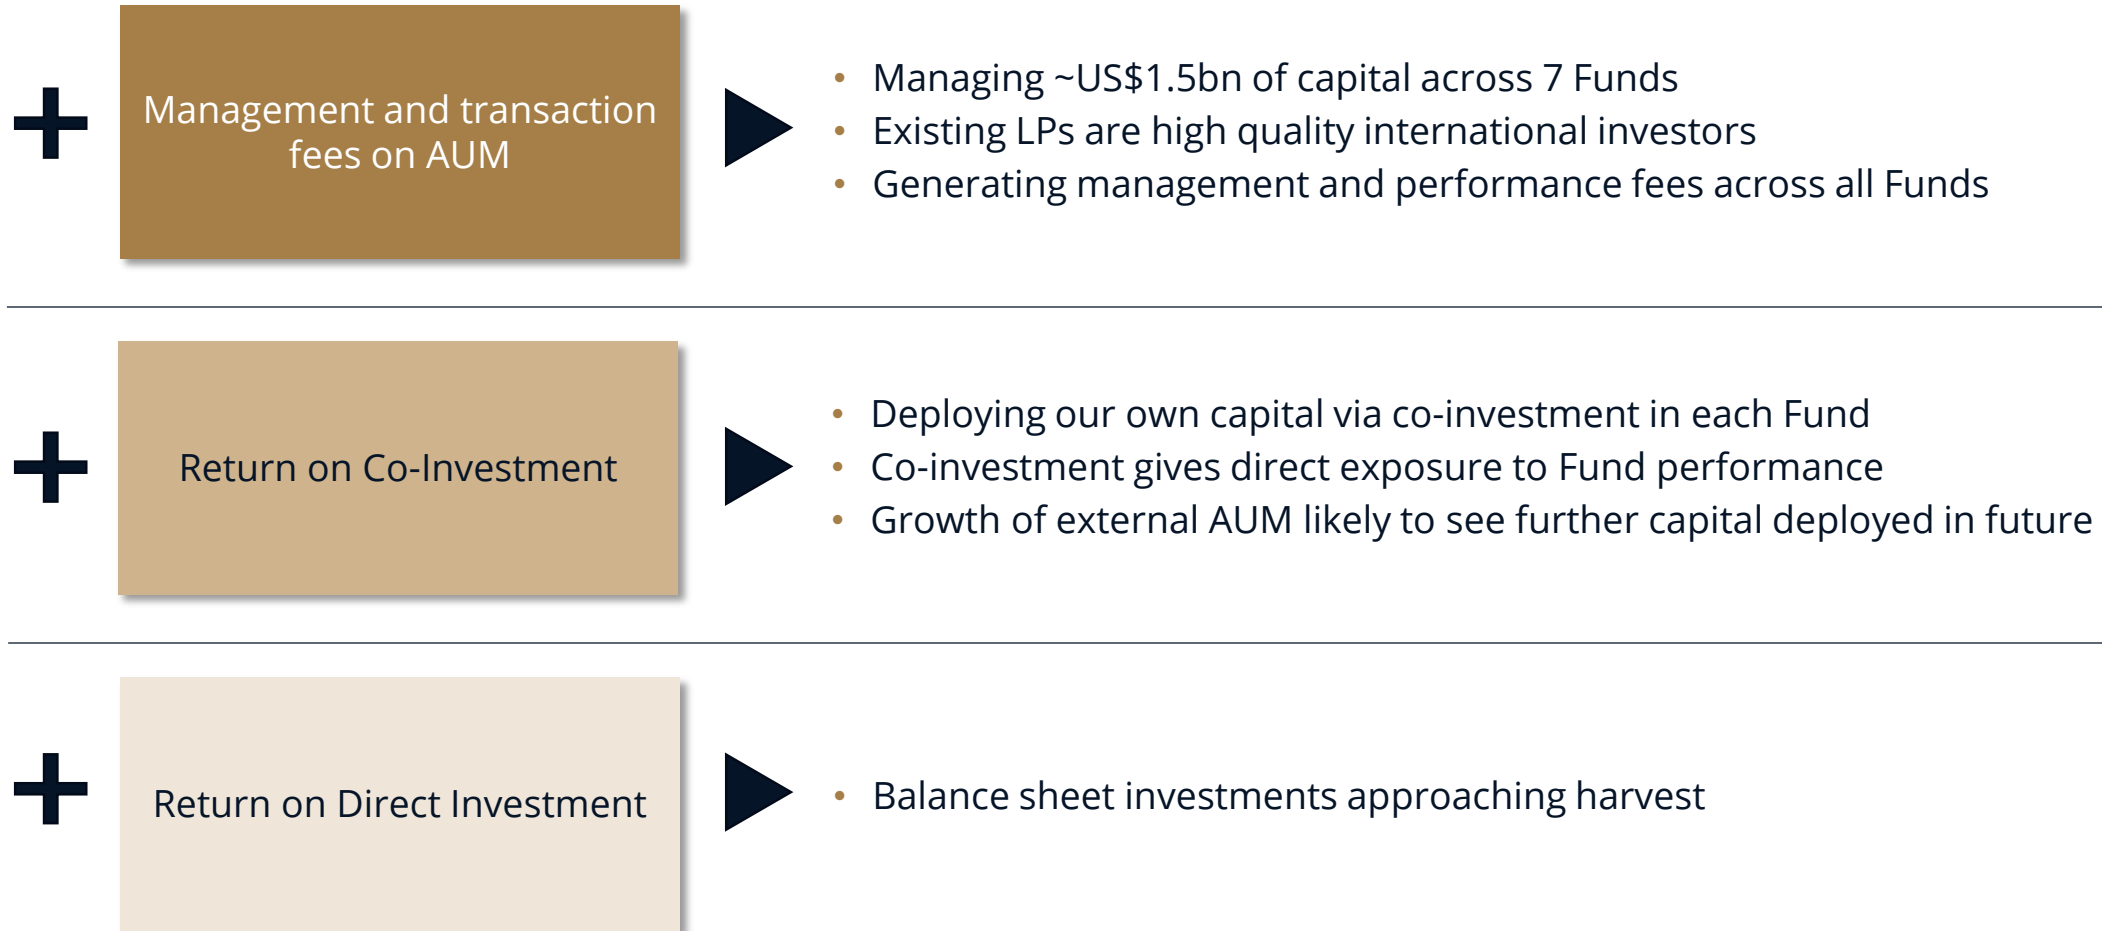 Management and transaction
fees on AUM
• Managing ~US$1.5bn of capital across 7 Funds
• Existing LPs are high quality international investors
• Generating management and performance fees across all Funds
Return on Co-Investment
• Deploying our own capital via co-investment in each Fund
• Co-investment gives direct exposure to Fund performance
• Growth of external AUM likely to see further capital deployed in future
Return on Direct Investment
• Balance sheet investments approaching harvest